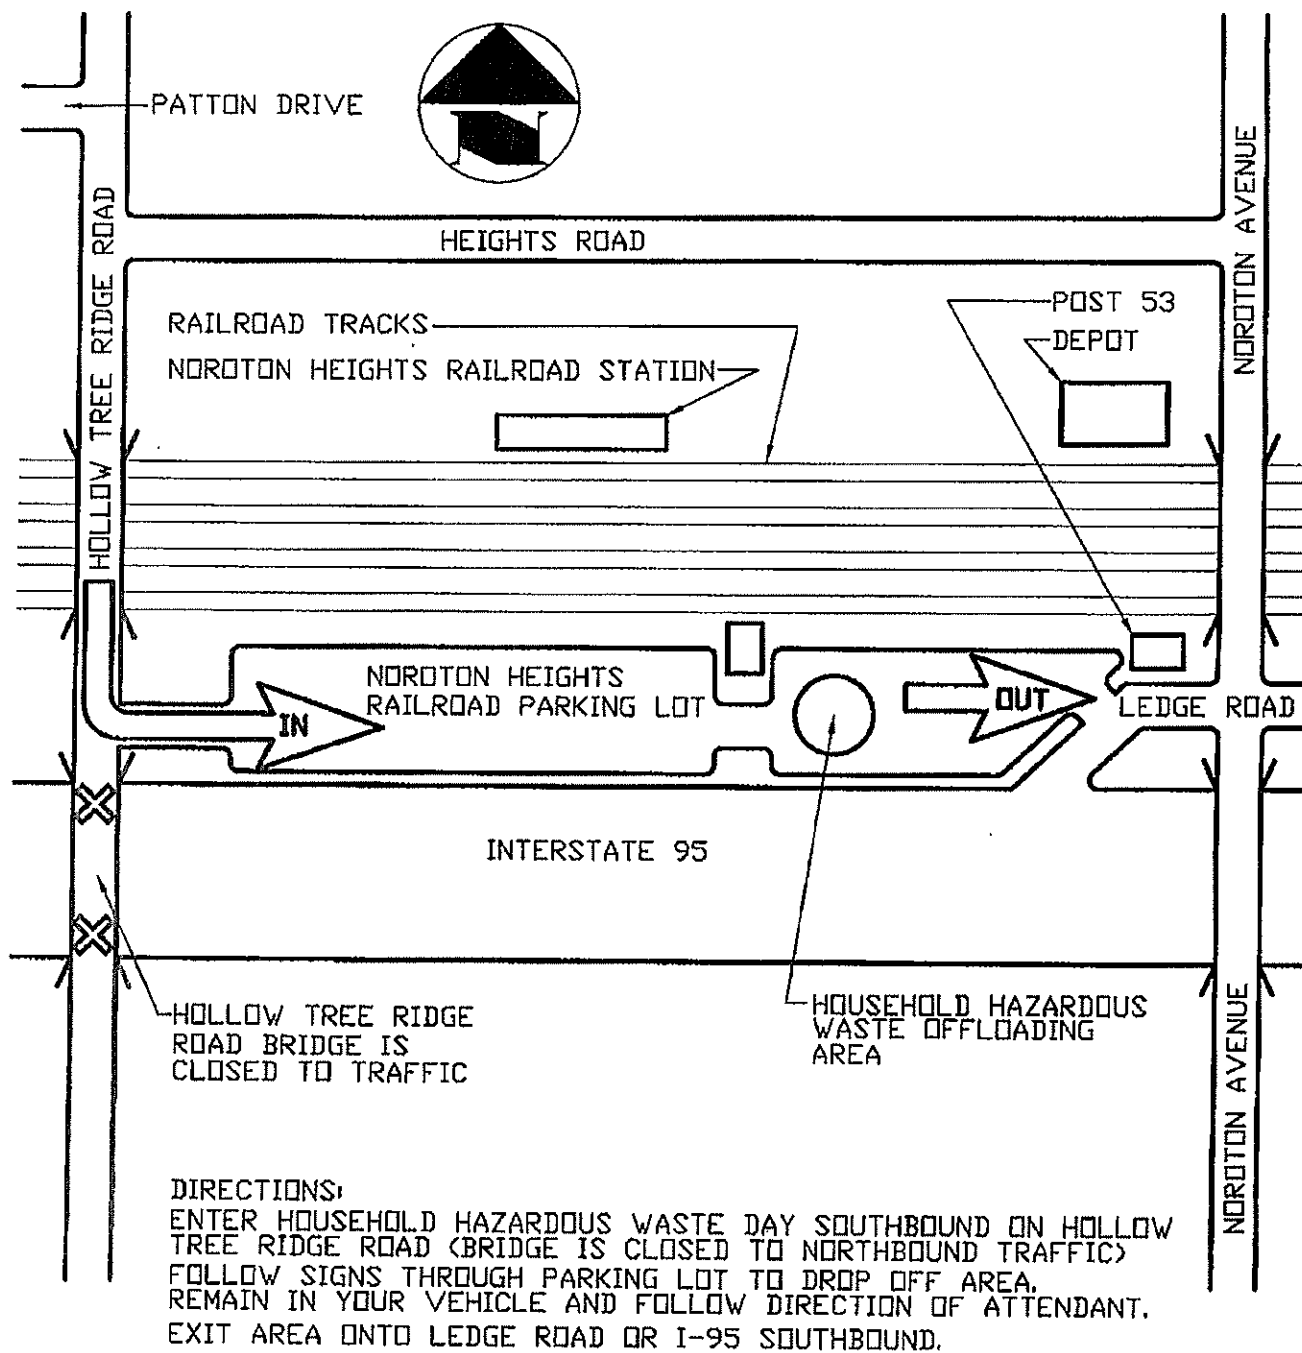 PATTON DRIVE
N
HEIGHTS ROAD
NOROTON AVENUE
HOLLOW TREE RIDGE ROAD
POST 53
RAILROAD TRACKS
DEPOT
NOROTON HEIGHTS RAILROAD STATION
NOROTON HEIGHTS
RAILROAD PARKING LOT
IN
OUT
LEDGE ROAD
INTERSTATE 95
HOLLOW TREE RIDGE
ROAD BRIDGE IS
CLOSED TO TRAFFIC
HOUSEHOLD HAZARDOUS
WASTE OFFLOADING
AREA
NOROTON AVENUE
DIRECTIONS:
ENTER HOUSEHOLD HAZARDOUS WASTE DAY SOUTHBOUND ON HOLLOW
TREE RIDGE ROAD (BRIDGE IS CLOSED TO NORTHBOUND TRAFFIC)
FOLLOW SIGNS THROUGH PARKING LOT TO DROP OFF AREA.
REMAIN IN YOUR VEHICLE AND FOLLOW DIRECTION OF ATTENDANT.
EXIT AREA ONTO LEDGE ROAD OR I-95 SOUTHBOUND.